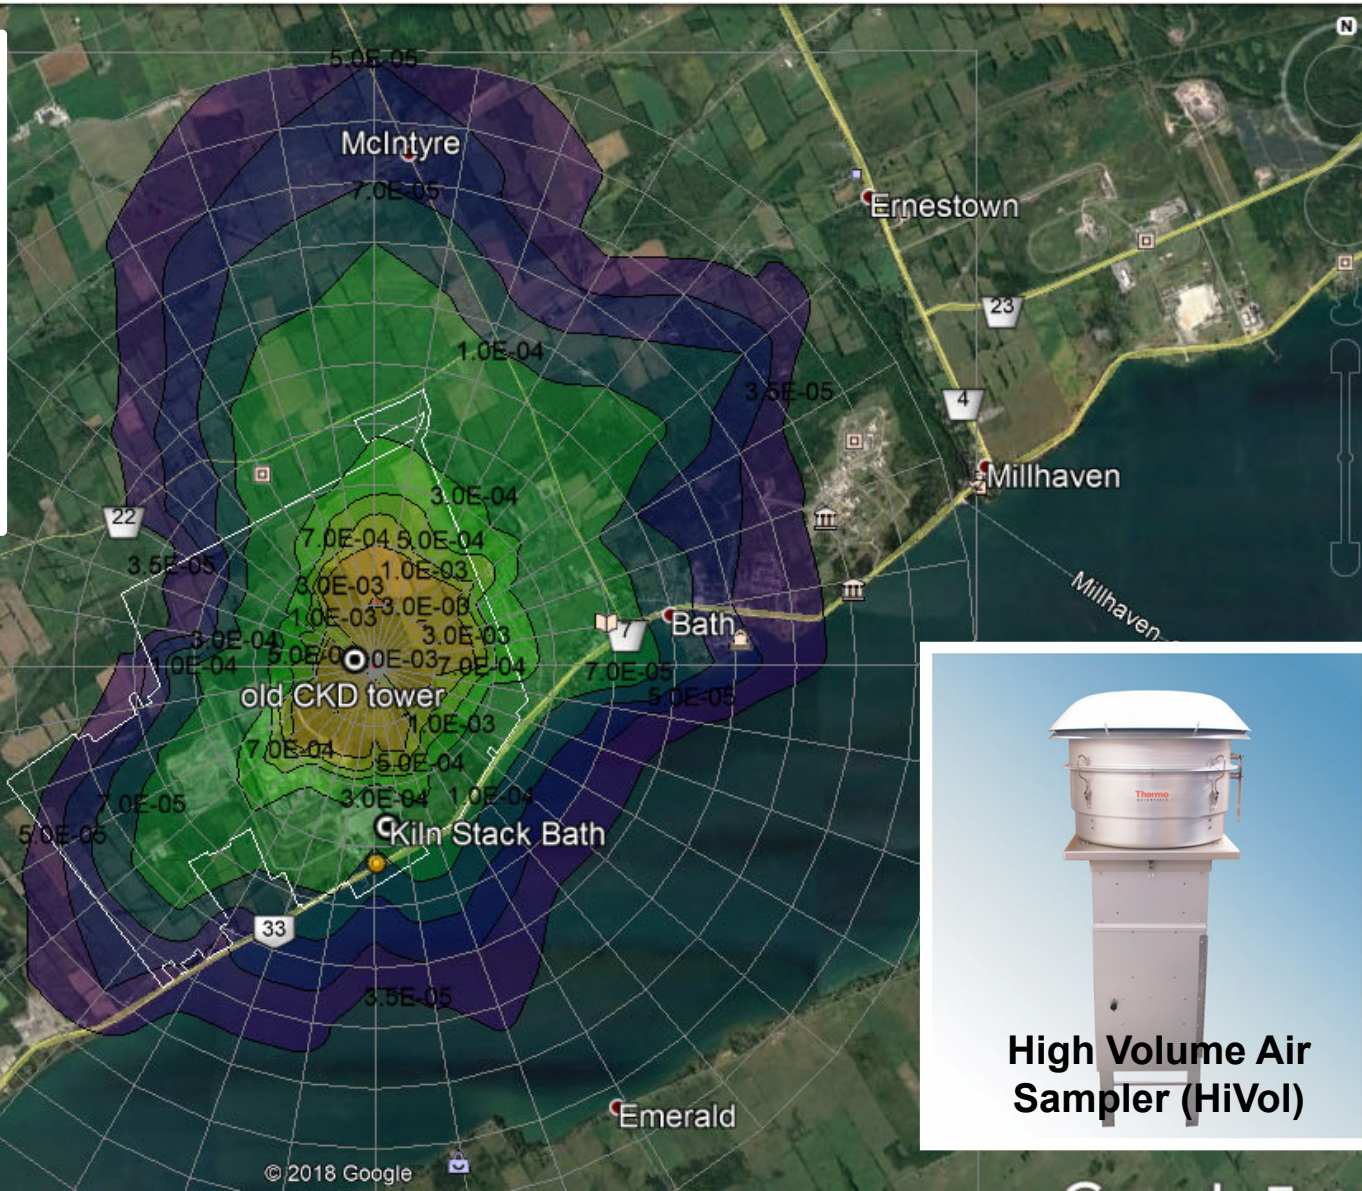 N
5.0E-05
McIntyre
7.0E-05
Ernestown
23
1.0E-04
3.5E-05
4
Millhaven
3.0E-04
22
7.0E-04
5.0E-04
3.5E-05
1.0E-03
3.0E-03
3.0E-03
1.0E-03
Millhaven
Bath
7
3.0E-04
3.0E-03
1.0E-04
0E-03
7.0E-04
7.0E-05
old CKD tower
5.0E-05
1.0E-03
7.0E-04
5.0E-04
Thermo
SCIENTIFIC
7.0E-05
3.0E-04
1.0E-04
5.0E-05
Kiln Stack Bath
33
3.5E-05
High Volume Air
Sampler (HiVol)
Emerald
© 2018 Google